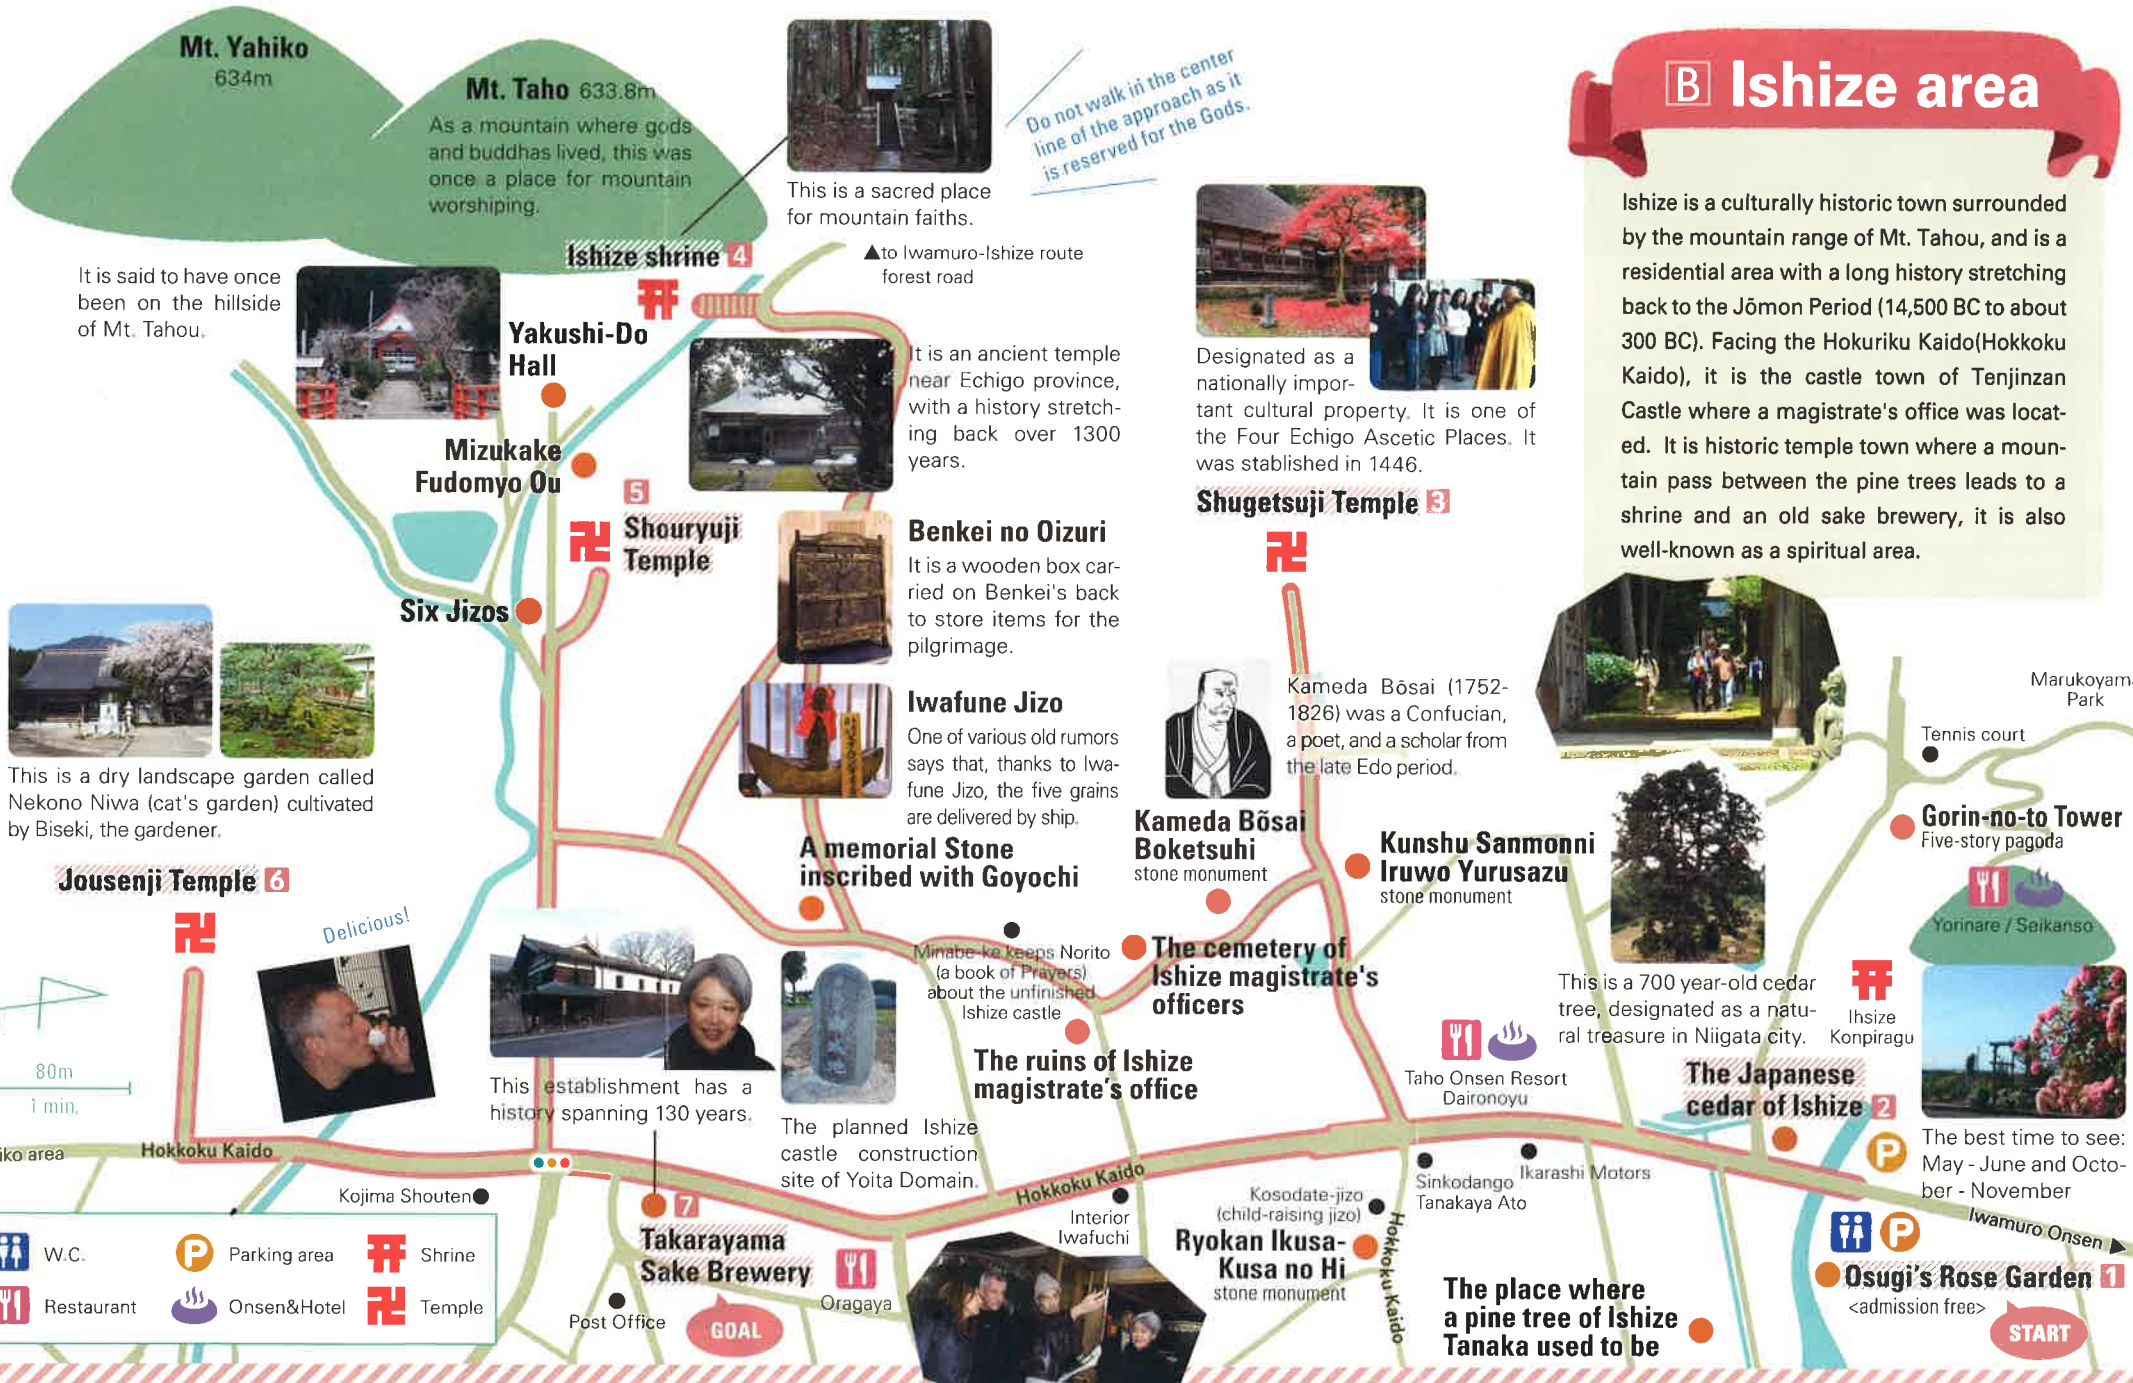 Mt. Yahiko
634m
Mt. Taho 633.8m
As a mountain where gods
and buddhas lived, this was
once a place for mountain
worshiping.
This is a sacred place
for mountain faiths.
Do not walk in the center
line of the approach as it
is reserved for the Gods.
B Ishize area
Ishize is a culturally historic town surrounded
by the mountain range of Mt. Tahou, and is a
residential area with a long history stretching
back to the Jōmon Period (14,500 BC to about
300 BC). Facing the Hokuriku Kaido(Hokkoku
Kaido), it is the castle town of Tenjinzan
Castle where a magistrate's office was locat-
ed. It is historic temple town where a moun-
tain pass between the pine trees leads to a
shrine and an old sake brewery, it is also
well-known as a spiritual area.
Ishize shrine 4
▲to Iwamuro-Ishize route
forest road
It is said to have once
been on the hillside
of Mt. Tahou.
Yakushi-Do
Hall
Mizukake
Fudomyo Ou
It is an ancient temple
near Echigo province,
with a history stretch-
ing back over 1300
years.
5
Shouryuji
Temple
Designated as a
nationally impor-
tant cultural property. It is one of
the Four Echigo Ascetic Places. It
was stablished in 1446.
Shugetsuji Temple 3
Benkei no Oizuri
It is a wooden box car-
ried on Benkei's back
to store items for the
pilgrimage.
Six Jizos
Iwafune Jizo
One of various old rumors
says that, thanks to Iwa-
fune Jizo, the five grains
are delivered by ship.
Kameda Bōsai (1752-
1826) was a Confucian,
a poet, and a scholar from
the late Edo period.
Kameda Bōsai
Boketsuhi
stone monument
Kunshu Sanmonni
Iruwo Yurusazu
stone monument
Marukoyam
Park
Tennis court
Gorin-no-to Tower
Five-story pagoda
Yorinare / Saikanso
This is a dry landscape garden called
Nekono Niwa (cat's garden) cultivated
by Biseki, the gardener.
Jousenji Temple 6
Delicious!
A memorial Stone
inscribed with Goyochi
Minabe-ke keeps Norito
(a book of Prayers)
about the unfinished
Ishize castle
The cemetery of
Ishize magistrate's
officers
The ruins of Ishize
magistrate's office
This is a 700 year-old cedar
tree, designated as a natu-
ral treasure in Niigata city.
Ihsize
Konpiragu
The Japanese
cedar of Ishize 2
Taho Onsen Resort
Daironoyu
The best time to see:
May - June and Octo-
ber - November
80m
1 min.
This establishment has a
history spanning 130 years.
The planned Ishize
castle construction
site of Yoita Domain.
iko area
Hokkoku Kaido
Hokkoku Kaido
Kojima Shouten
7
Takarayama
Sake Brewery
GOAL
Post Office
Oragaya
Interior
Iwafuchi
Kosodate-jizo
(child-raising jizo)
Ryokan Ikusa-
Kusa no Hi
stone monument
Hokkoku Kaido
Sinkodango
Tanakaya Ato
Ikarashi Motors
The place where
a pine tree of Ishize
Tanaka used to be
Iwamuro Onsen ▶
P
P
Osugi's Rose Garden 1
<admission free>
START
W.C.
P Parking area
Shrine
Restaurant
Onsen&Hotel
Temple